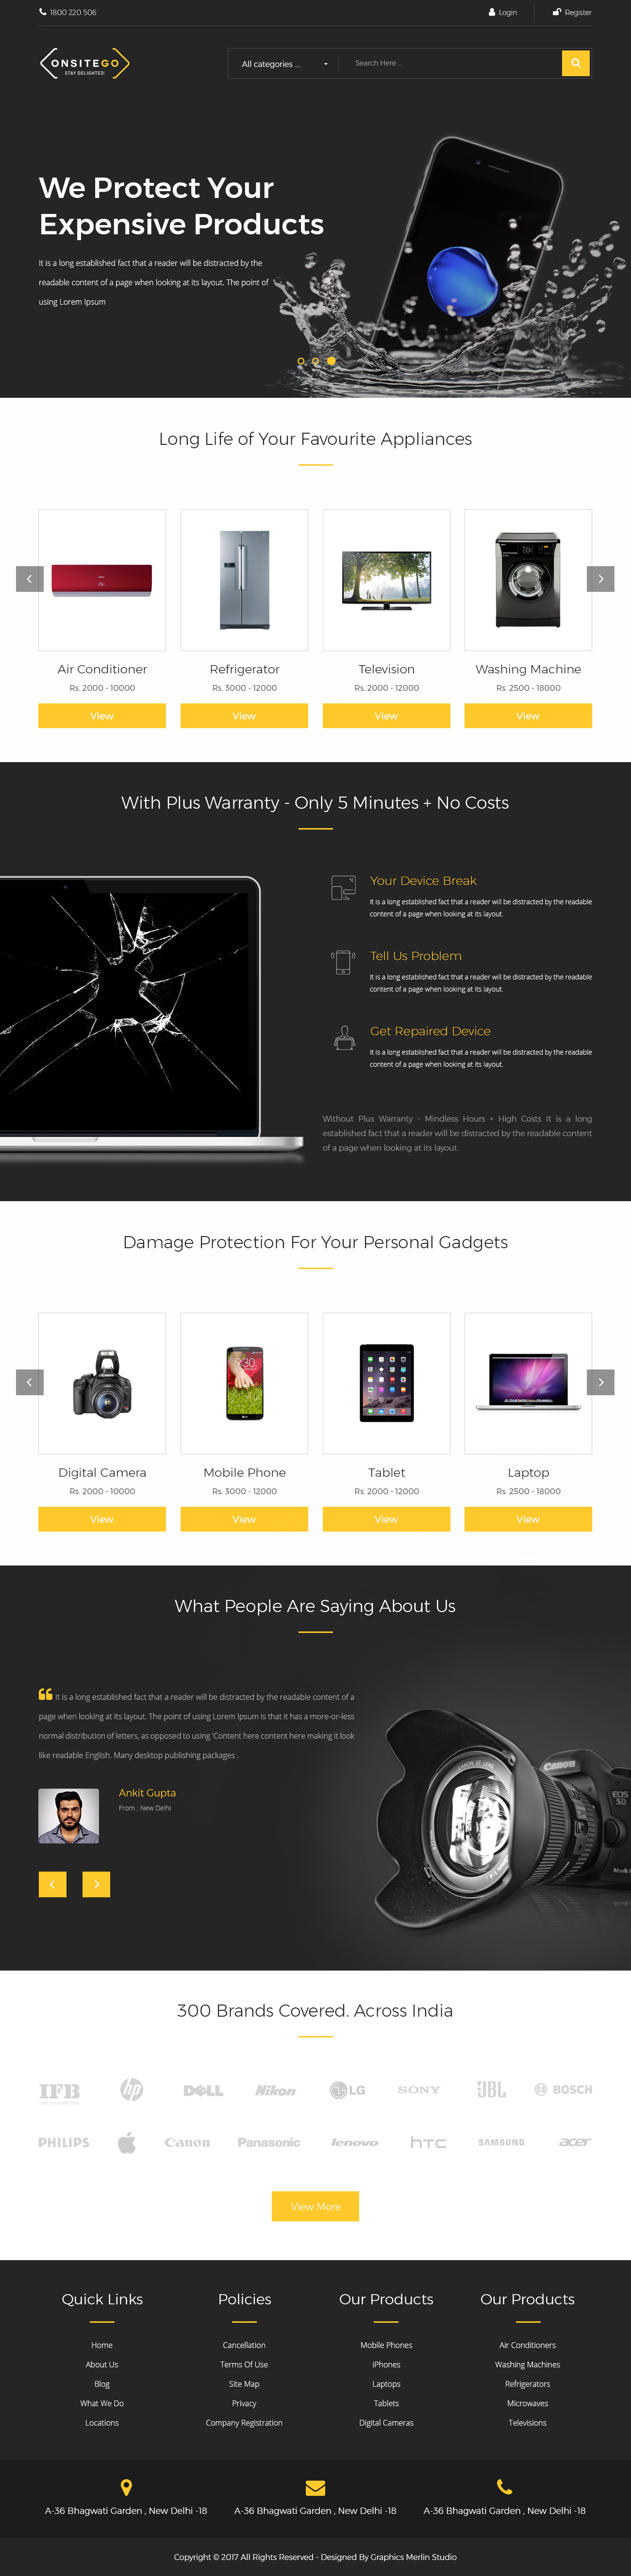 1800 220 506
Login
Register
ONSITEGO
STAY DELIGHTED!
All categories ...
Search Here ...
We Protect Your
Expensive Products
It is a long established fact that a reader will be distracted by the
readable content of a page when looking at its layout. The point of
using Lorem Ipsum
Long Life of Your Favourite Appliances
Air Conditioner
Refrigerator
Television
Washing Machine
Rs. 2000 - 10000
Rs. 3000 - 12000
Rs. 2000 - 12000
Rs. 2500 - 18000
View
View
View
View
With Plus Warranty - Only 5 Minutes + No Costs
Your Device Break
It is a long established fact that a reader will be distracted by the readable
content of a page when looking at its layout.
Tell Us Problem
It is a long established fact that a reader will be distracted by the readable
content of a page when looking at its layout.
Get Repaired Device
It is a long established fact that a reader will be distracted by the readable
content of a page when looking at its layout.
Without Plus Warranty - Mindless Hours + High Costs It is a long
established fact that a reader will be distracted by the readable content
of a page when looking at its layout.
Damage Protection For Your Personal Gadgets
Digital Camera
Mobile Phone
Tablet
Laptop
Rs. 2000 - 10000
Rs. 3000 - 12000
Rs. 2000 - 12000
Rs. 2500 - 18000
View
View
View
View
What People Are Saying About Us
It is a long established fact that a reader will be distracted by the readable content of a
page when looking at its layout. The point of using Lorem Ipsum is that it has a more-or-less
normal distribution of letters, as opposed to using 'Content here content here making it look
like readable English. Many desktop publishing packages .
Ankit Gupta
From : New Delhi
Canon
EOS
5D
300 Brands Covered. Across India
IFB
hp
DELL
Nikon
LG
SONY
JBL
BOSCH
PHILIPS
Canon
Panasonic
lenovo
hTC
SAMSUNG
acer
View More
Quick Links
Policies
Our Products
Our Products
Home
Cancellation
Mobile Phones
Air Conditioners
About Us
Terms Of Use
iPhones
Washing Machines
Blog
Site Map
Laptops
Refrigerators
What We Do
Privacy
Tablets
Microwaves
Locations
Company Registration
Digital Cameras
Televisions
A-36 Bhagwati Garden , New Delhi -18
A-36 Bhagwati Garden , New Delhi -18
A-36 Bhagwati Garden , New Delhi -18
Copyright © 2017 All Rights Reserved - Designed By Graphics Merlin Studio